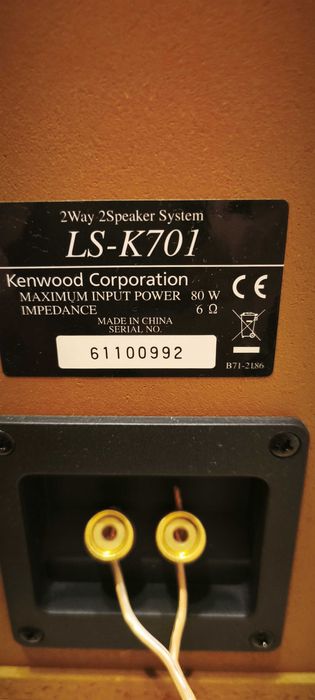 2Way 2Speaker System
LS-K701
Kenwood Corporation
MAXIMUM INPUT POWER 80 W
IMPEDANCE 6 Ω
MADE IN CHINA
SERIAL NO.
61100992
CE
B71-2186